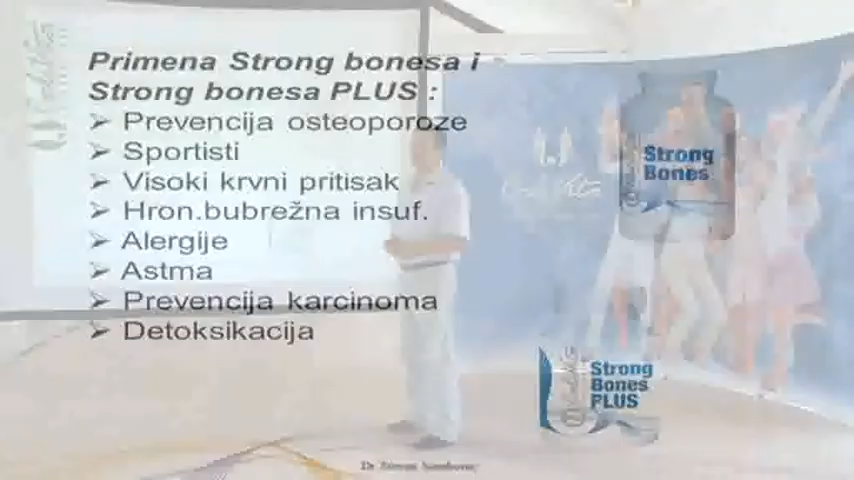 Primena Strong bonesa i
Strong bonesa PLUS :
➢ Prevencija osteoporoze
➢ Sportisti
➢ Visoki krvni pritisak
➢ Hron.bubrežna insuf.
➢ Alergije
➢ Astma
➢ Prevencija karcinoma
➢ Detoksikacija
Strong
Bones
Strong
Bones
PLUS
Dr